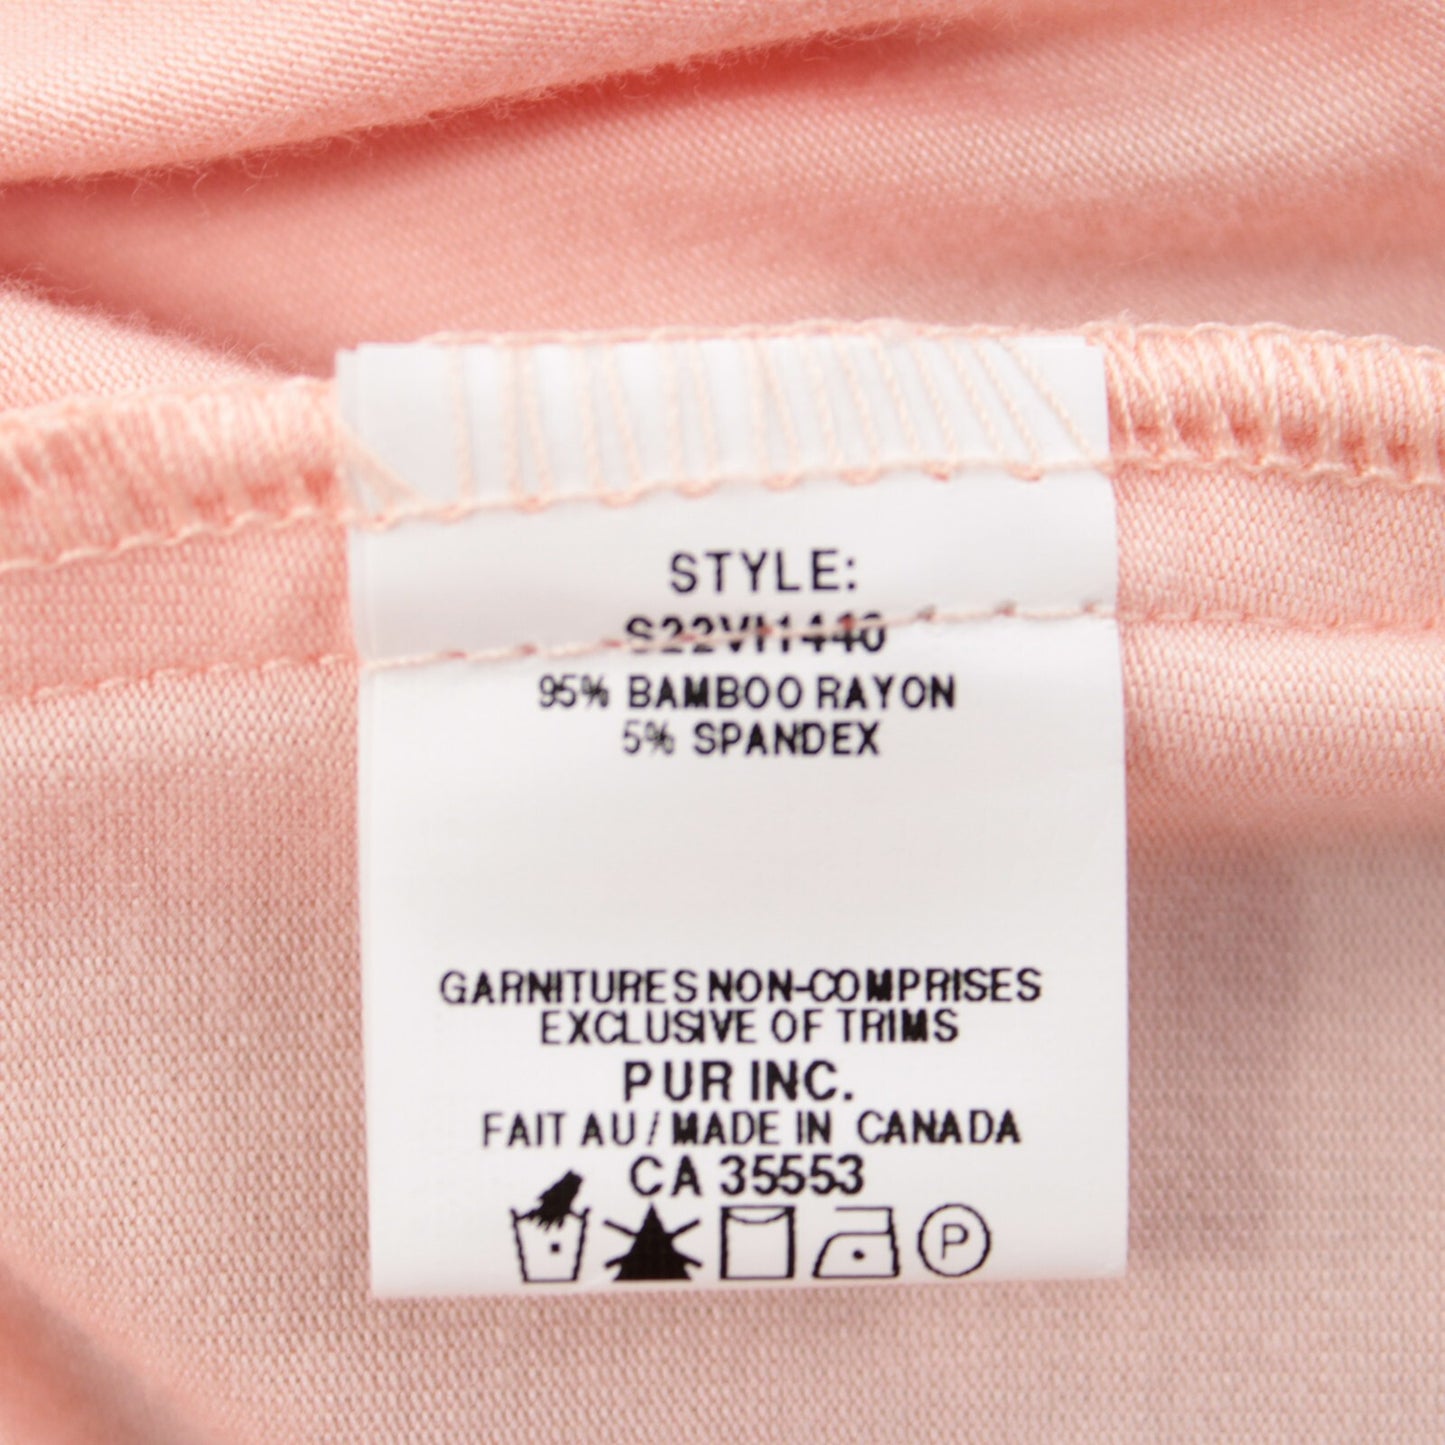 STYLE:
S22VI1440
95% BAMBOO RAYON
5% SPANDEX
GARNITURES NON-COMPRISES
EXCLUSIVE OF TRIMS
PUR INC.
FAIT AU / MADE IN CANADA
CA 35553
P